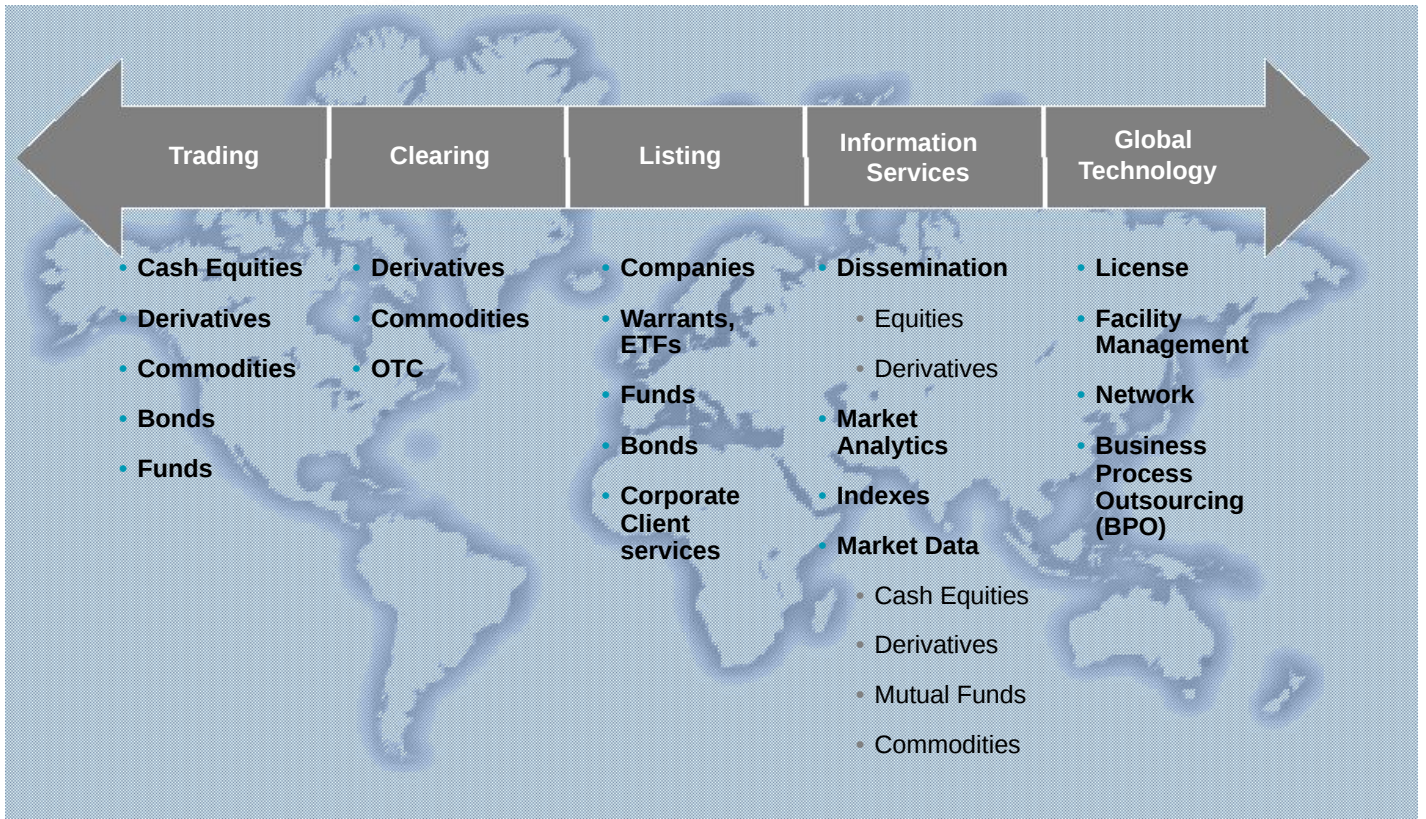 Trading
Clearing
Listing
Information
Services
Global
Technology
• Cash Equities
• Derivatives
• Commodities
• Bonds
• Funds
• Derivatives
• Commodities
• OTC
• Companies
• Warrants,
ETFs
• Funds
• Bonds
• Corporate
Client
services
• Dissemination
• Equities
• Derivatives
• Market
Analytics
• Indexes
• Market Data
• Cash Equities
• Derivatives
• Mutual Funds
• Commodities
• License
• Facility
Management
• Network
• Business
Process
Outsourcing
(BPO)